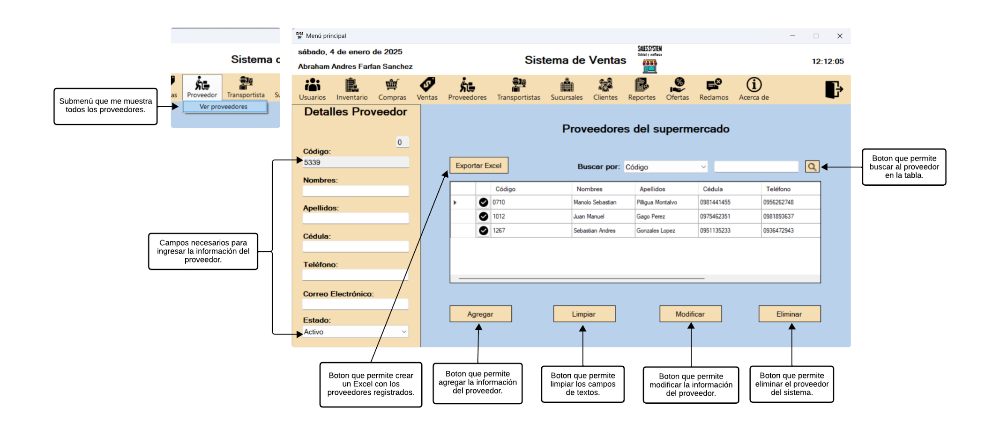 Sistema d
as
Proveedor
Transportista
Su
Ver proveedores
Submenú que me muestra
todos los proveedores.
Menú principal
sábado, 4 de enero de 2025
Abraham Andres Farfan Sanchez
Sistema de Ventas
SALES SYSTEM
Calidad y confianza
12:12:05
Usuarios
Inventario
Compras
Ventas
Proveedores
Transportistas
Sucursales
Clientes
Reportes
Ofertas
Reclamos
Acerca de
Detalles Proveedor
0
Código:
5339
Nombres:
Apellidos:
Cédula:
Teléfono:
Correo Electrónico:
Estado:
Activo
Campos necesarios para
ingresar la información del
proveedor.
Proveedores del supermercado
Exportar Excel
Buscar por:
Código
Boton que permite
buscar al proveedor
en la tabla.
Código Nombres Apellidos Cédula Teléfono
0710 Manolo Sebastian Pilligua Montalvo 0981441455 0956262748
1012 Juan Manuel Gago Perez 0975462351 0981893637
1267 Sebastian Andres Gonzales Lopez 0951135233 0936472943
Agregar
Limpiar
Modificar
Eliminar
Boton que permite crear
un Excel con los
proveedores registrados.
Boton que permite
agregar la información
del proveedor.
Boton que permite
limpiar los campos
de textos.
Boton que permite
modificar la información
del proveedor.
Boton que permite
eliminar el proveedor
del sistema.